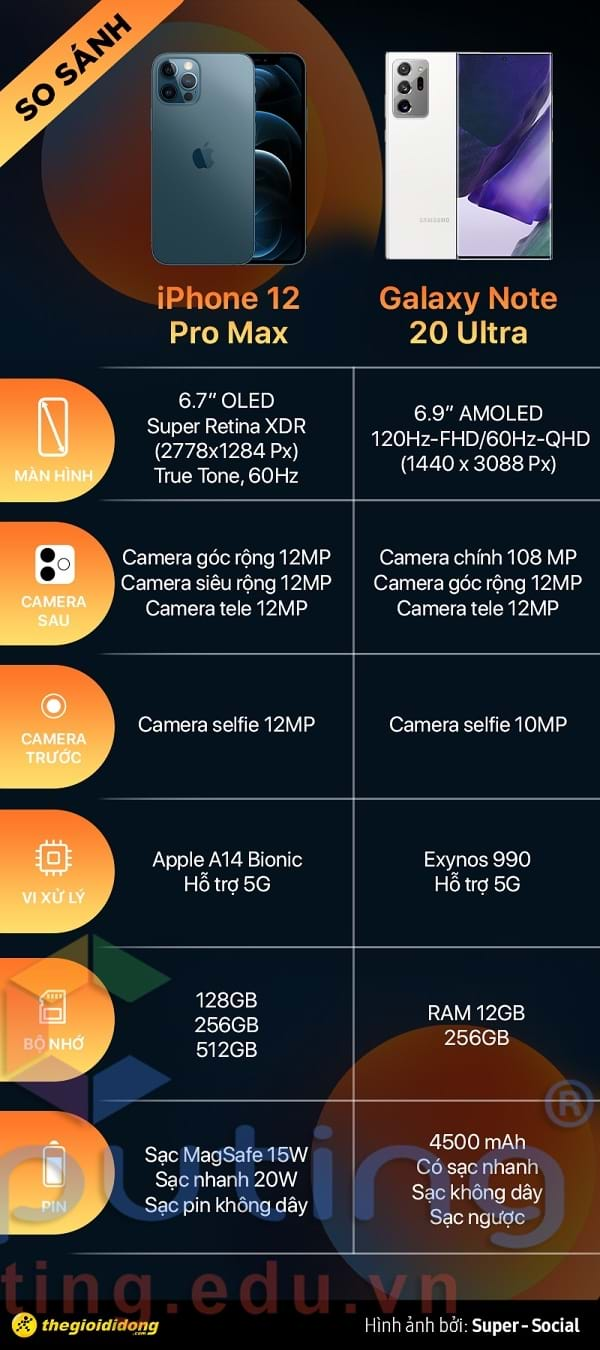 SO SÁNH
SAMSUNG
iPhone 12
Pro Max
Galaxy Note
20 Ultra
MÀN HÌNH
6.7” OLED
Super Retina XDR
(2778x1284 Px)
True Tone, 60Hz
6.9” AMOLED
120Hz-FHD/60Hz-QHD
(1440 x 3088 Px)
CAMERA
SAU
Camera góc rộng 12MP
Camera siêu rộng 12MP
Camera tele 12MP
Camera chính 108 MP
Camera góc rộng 12MP
Camera tele 12MP
CAMERA
TRƯỚC
Camera selfie 12MP
Camera selfie 10MP
VI XỬ LÝ
Apple A14 Bionic
Hỗ trợ 5G
Exynos 990
Hỗ trợ 5G
BỘ NHỚ
128GB
256GB
512GB
RAM 12GB
256GB
®
PIN
Sạc MagSafe 15W
Sạc nhanh 20W
Sạc pin không dây
4500 mAh
Có sạc nhanh
Sạc không dây
Sạc ngược
puting
ting.edu.vn
thegioididong
.com
Hình ảnh bởi: Super - Social